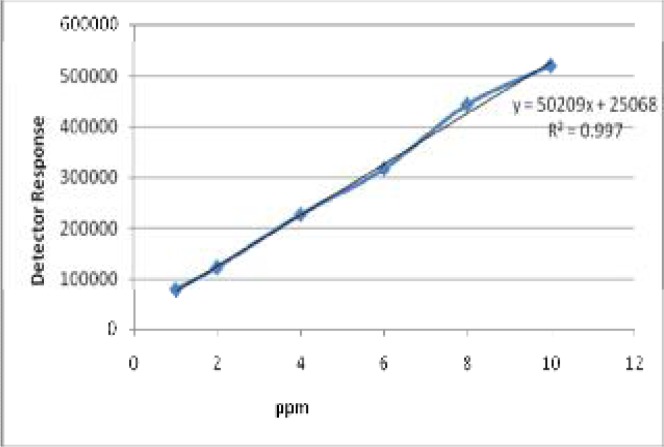 600000
500000
400000
300000
200000
100000
0
Detector Response
y = 50209x + 25068
R² = 0.997
0 2 4 6 8 10 12
ppm